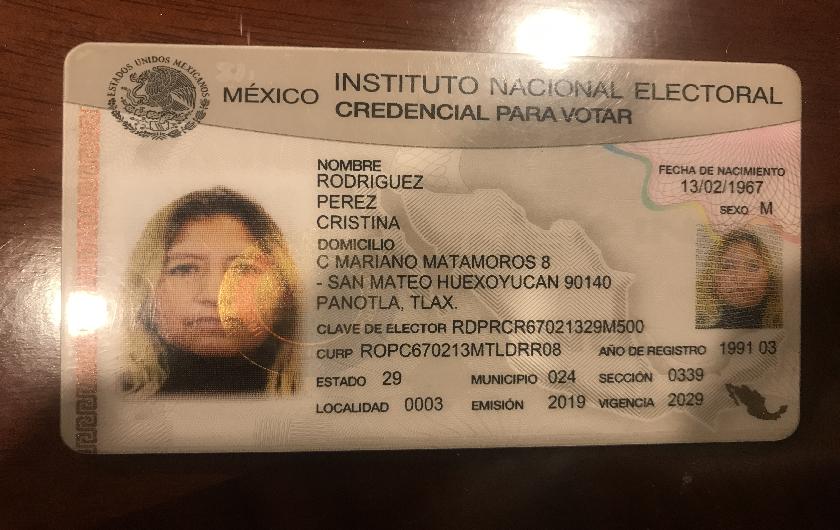 ESTADOS UNIDOS MEXICANOS
MÉXICO INSTITUTO NACIONAL ELECTORAL
CREDENCIAL PARA VOTAR
NOMBRE
RODRIGUEZ
PEREZ
CRISTINA
FECHA DE NACIMIENTO
13/02/1967
SEXO M
DOMICILIO
C MARIANO MATAMOROS 8
- SAN MATEO HUEXOYUCAN 90140
PANOTLA, TLAX.
CLAVE DE ELECTOR RDPRCR67021329M500
CURP ROPC670213MTLDRR08 AÑO DE REGISTRO 1991 03
ESTADO 29 MUNICIPIO 024 SECCIÓN 0339
LOCALIDAD 0003 EMISIÓN 2019 VIGENCIA 2029